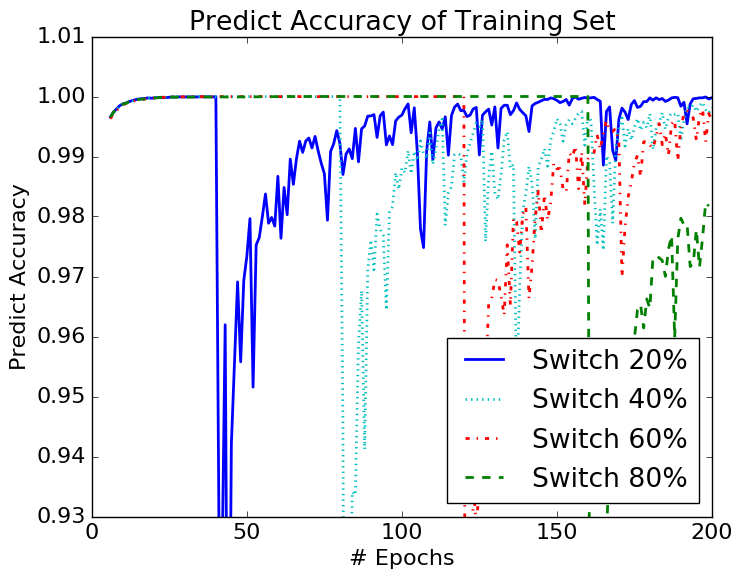 Predict Accuracy of Training Set
1.01
1.00
0.99
0.98
0.97
0.96
0.95
0.94
0.93
Predict Accuracy
Switch 20%
Switch 40%
Switch 60%
Switch 80%
0
50
100
150
200
# Epochs